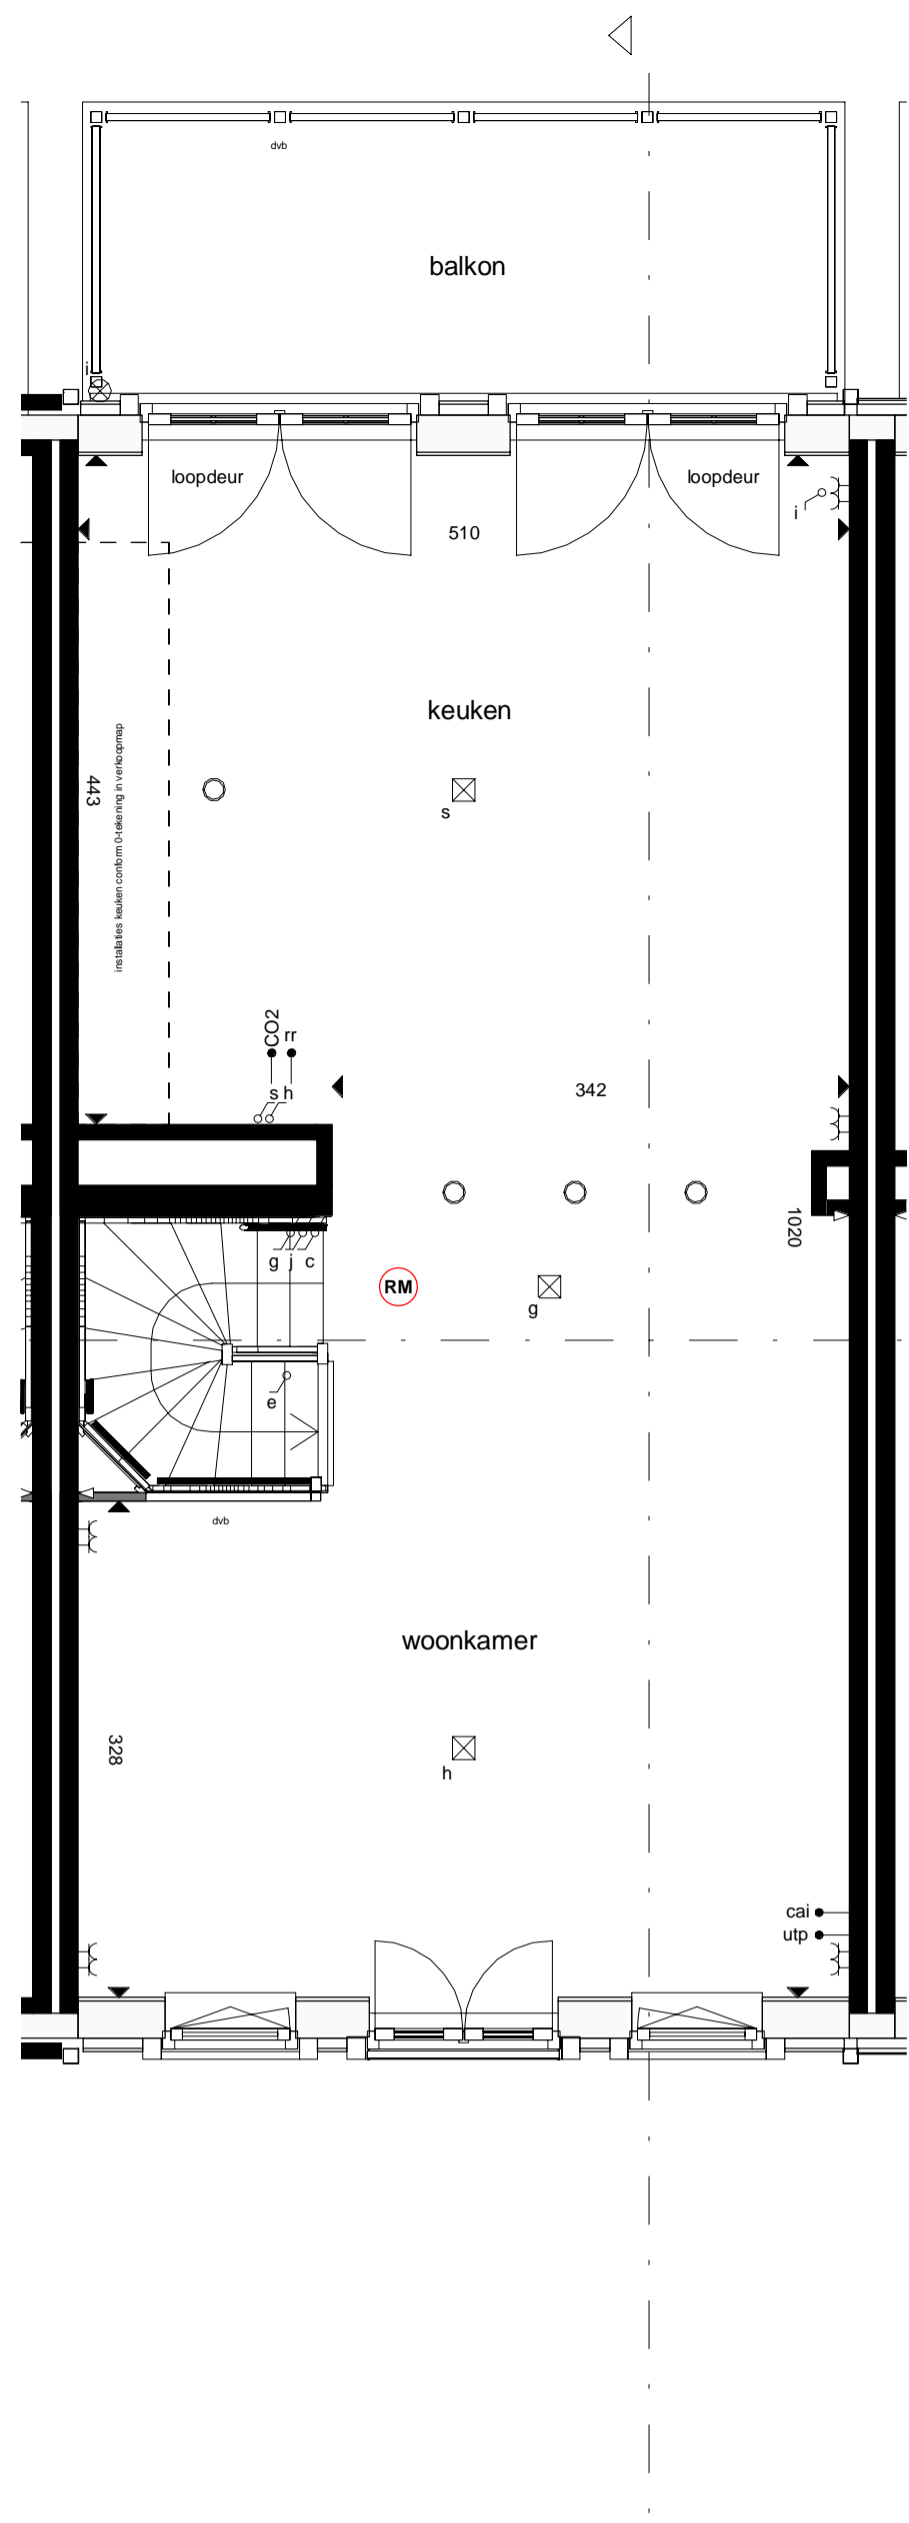 dvb
balkon
i
loopdeur
loopdeur
i
510
keuken
443
installaties keuken conform 0-tekening in verkoopmap
s
CO2
rr
s h
342
1020
g j c
RM
g
e
dvb
woonkamer
328
h
cai
utp